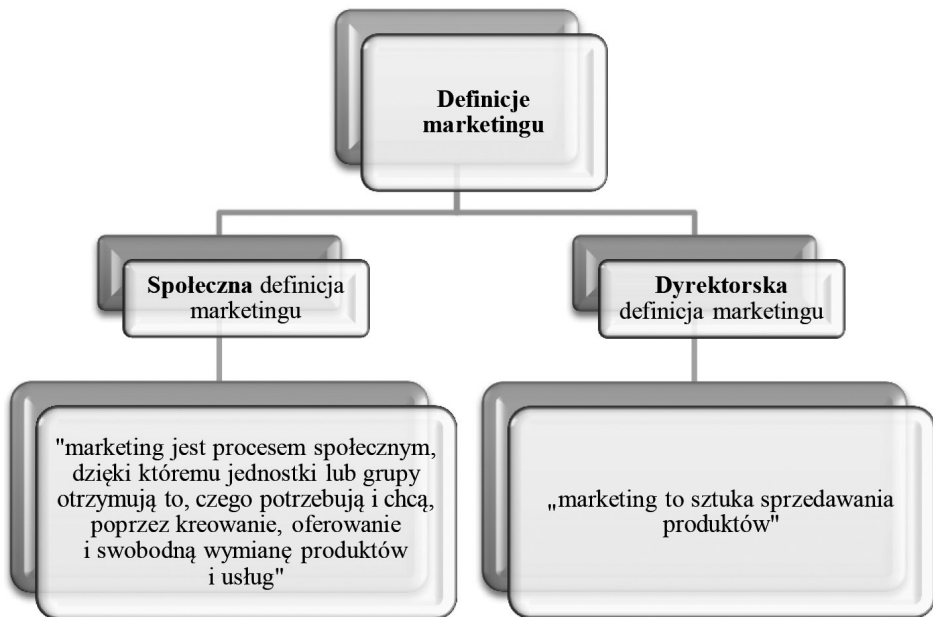 Definicje
marketingu
Społeczna definicja
marketingu
Dyrektorska
definicja marketingu
"marketing jest procesem społecznym,
dzięki któremu jednostki lub grupy
otrzymują to, czego potrzebują i chcą,
poprzez kreowanie, oferowanie
i swobodną wymianę produktów
i usług"
„marketing to sztuka sprzedawania
produktów"